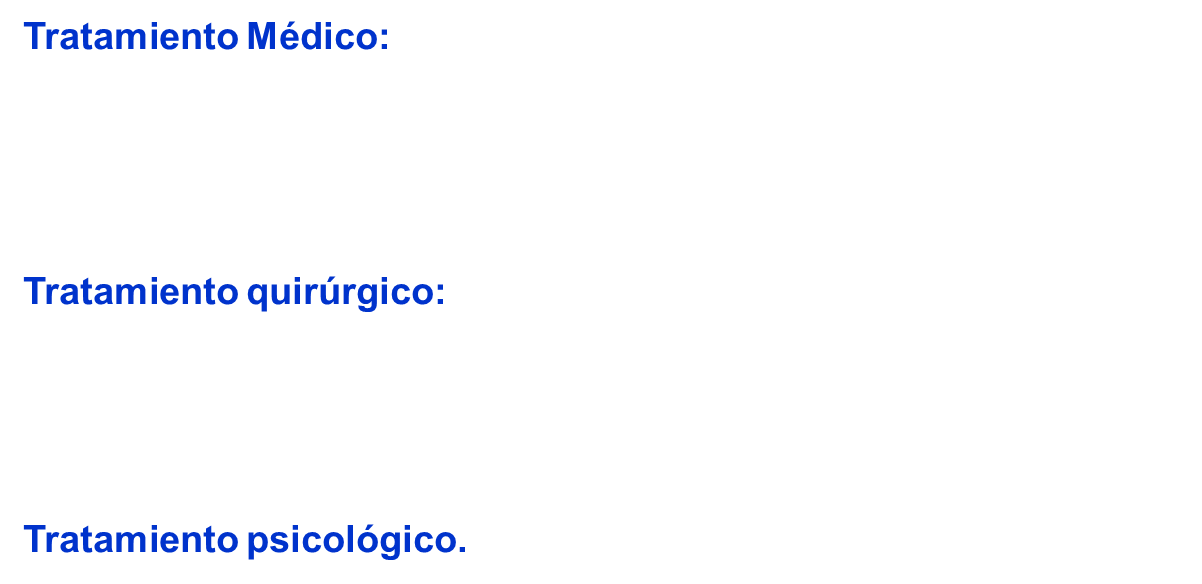 Tratamiento Médico:
Tratamiento quirúrgico:
Tratamiento psicológico.